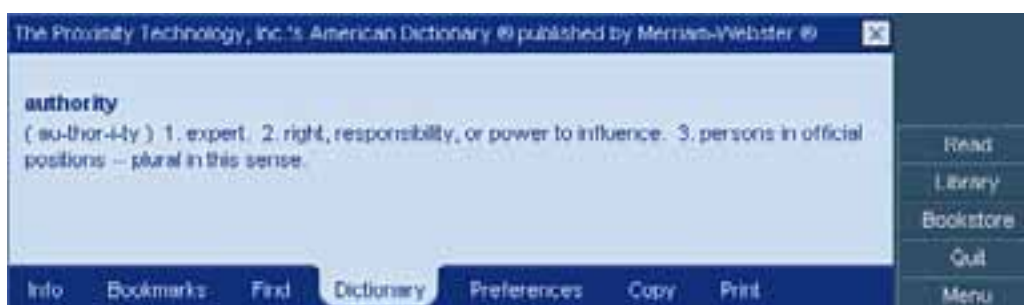 The Proximity Technology, Inc.'s American Dictionary ® published by Merriam-Webster ®
authority
( au-thor-i-ty ) 1. expert. 2. right, responsibility, or power to influence. 3. persons in official
positions -- plural in this sense.
Read
Library
Bookstore
Quit
Menu
Info Bookmarks Find Dictionary Preferences Copy Print